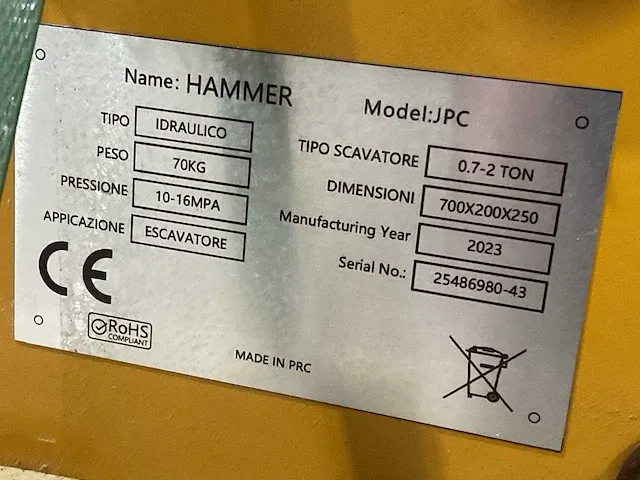 Name: HAMMER
Model:JPC
TIPO IDRAULICO
PESO 70KG
PRESSIONE 10-16MPA
APPICAZIONE ESCAVATORE
TIPO SCAVATORE 0.7-2 TON
DIMENSIONI 700X200X250
Manufacturing Year 2023
Serial No.: 25486980-43
CE
RoHS
COMPLIANT
MADE IN PRC